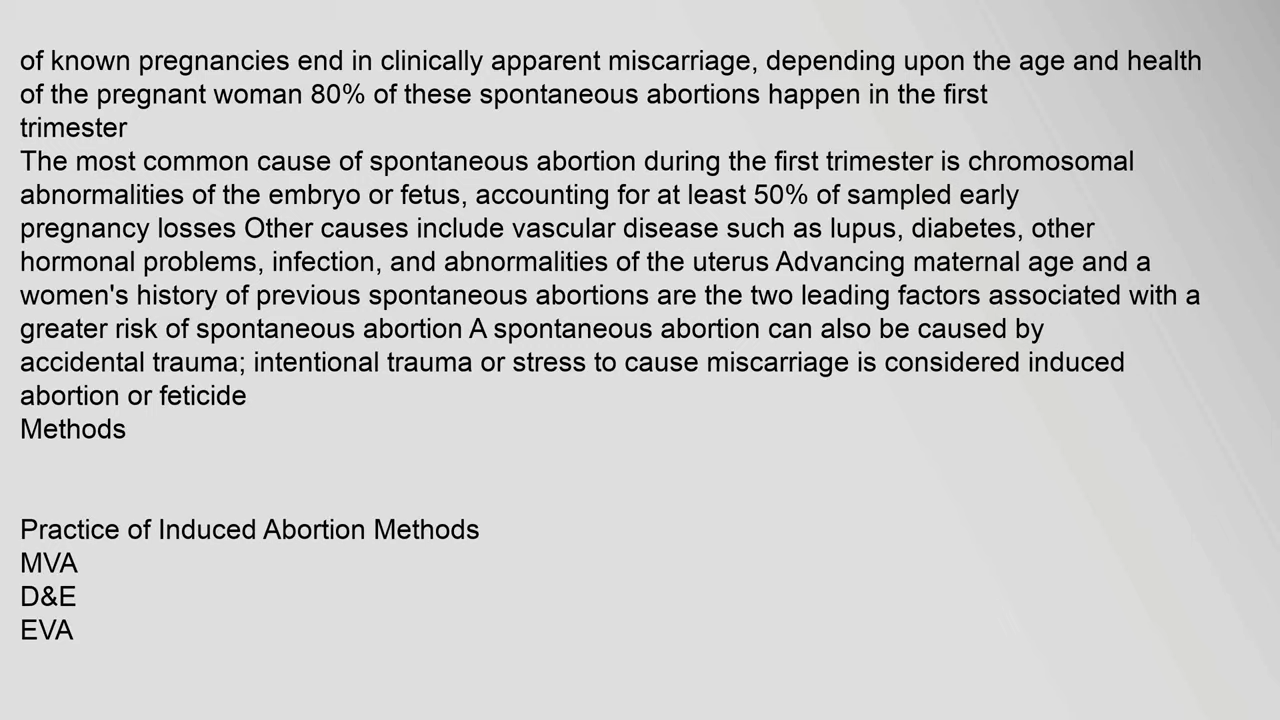 of known pregnancies end in clinically apparent miscarriage, depending upon the age and health
of the pregnant woman 80% of these spontaneous abortions happen in the first
trimester
The most common cause of spontaneous abortion during the first trimester is chromosomal
abnormalities of the embryo or fetus, accounting for at least 50% of sampled early
pregnancy losses Other causes include vascular disease such as lupus, diabetes, other
hormonal problems, infection, and abnormalities of the uterus Advancing maternal age and a
women's history of previous spontaneous abortions are the two leading factors associated with a
greater risk of spontaneous abortion A spontaneous abortion can also be caused by
accidental trauma; intentional trauma or stress to cause miscarriage is considered induced
abortion or feticide
Methods
Practice of Induced Abortion Methods
MVA
D&E
EVA